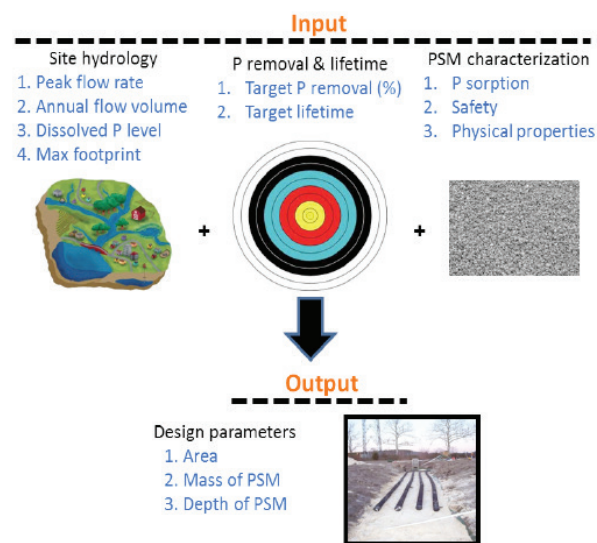 Input
Site hydrology
1. Peak flow rate
2. Annual flow volume
3. Dissolved P level
4. Max footprint
P removal & lifetime
1. Target P removal (%)
2. Target lifetime
PSM characterization
1. P sorption
2. Safety
3. Physical properties
+
+
Output
Design parameters
1. Area
2. Mass of PSM
3. Depth of PSM